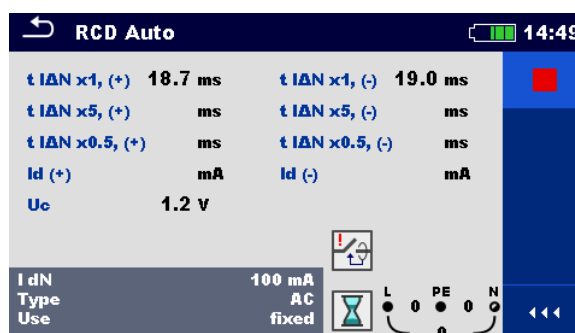 RCD Auto 14:49
t IΔN x1, (+) 18.7 ms t IΔN x1, (-) 19.0 ms
t IΔN x5, (+) ms t IΔN x5, (-) ms
t IΔN x0.5, (+) ms t IΔN x0.5, (-) ms
Id (+) mA Id (-) mA
Uc 1.2 V
I dN 100 mA
Type AC
Use fixed
L PE N
0 0
0